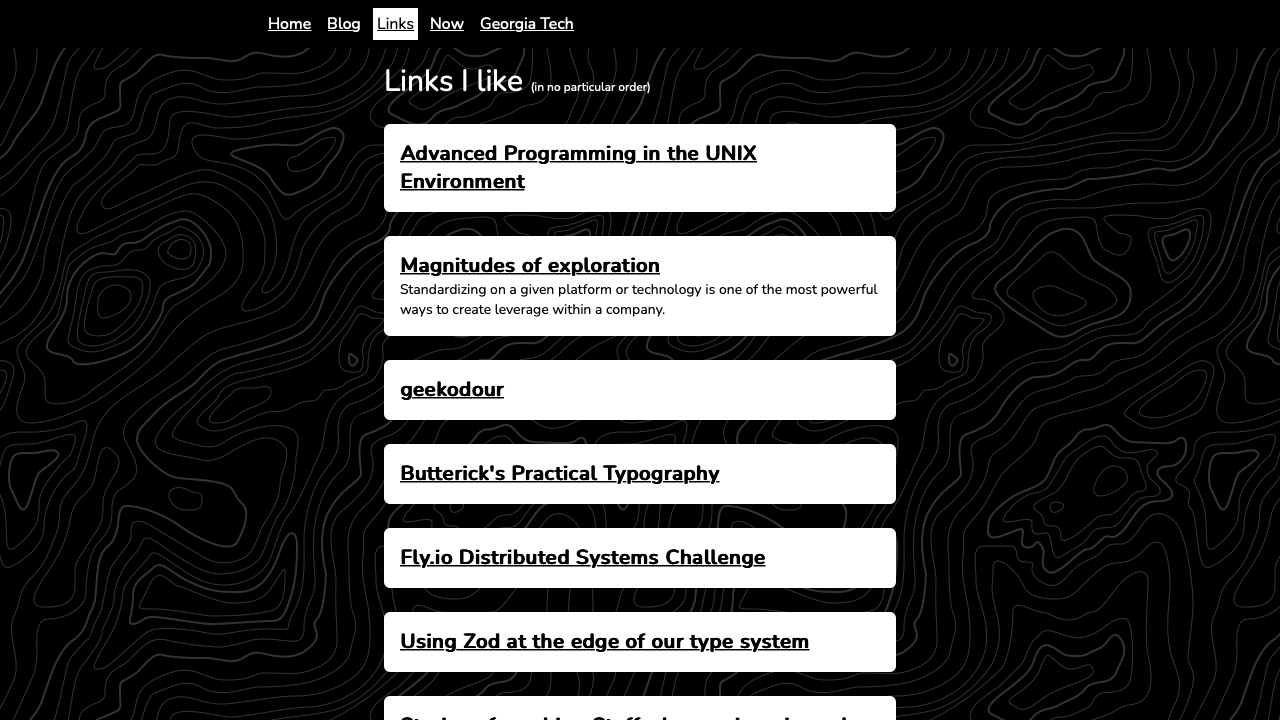 Home Blog Links Now Georgia Tech
Links I like (in no particular order)
Advanced Programming in the UNIX
Environment
Magnitudes of exploration
Standardizing on a given platform or technology is one of the most powerful
ways to create leverage within a company.
geekodour
Butterick's Practical Typography
Fly.io Distributed Systems Challenge
Using Zod at the edge of our type system